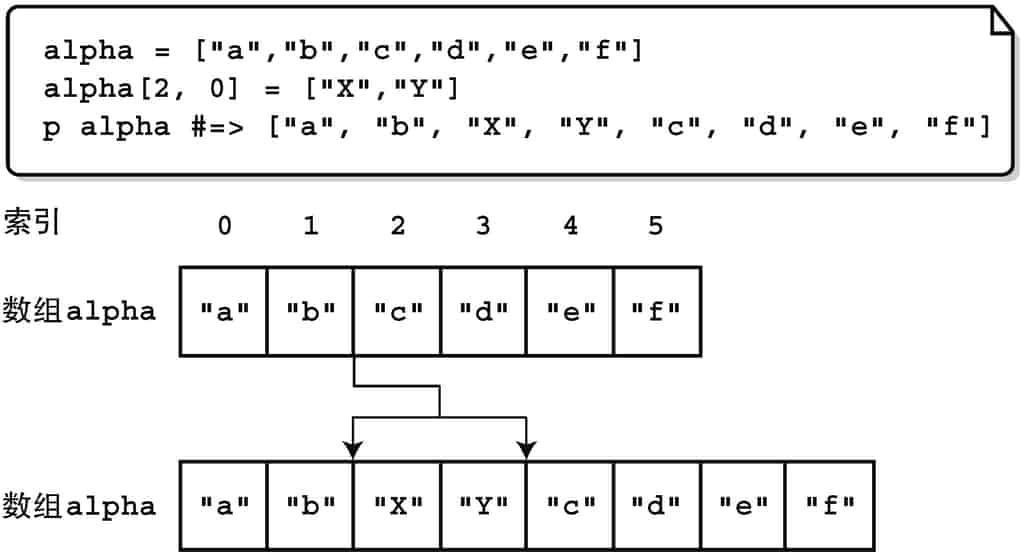 alpha = ["a","b","c","d","e","f"]
alpha[2, 0] = ["X","Y"]
p alpha #=> ["a", "b", "X", "Y", "c", "d", "e", "f"]
索引 0 1 2 3 4 5
数组alpha "a" "b" "c" "d" "e" "f"
数组alpha "a" "b" "X" "Y" "c" "d" "e" "f"